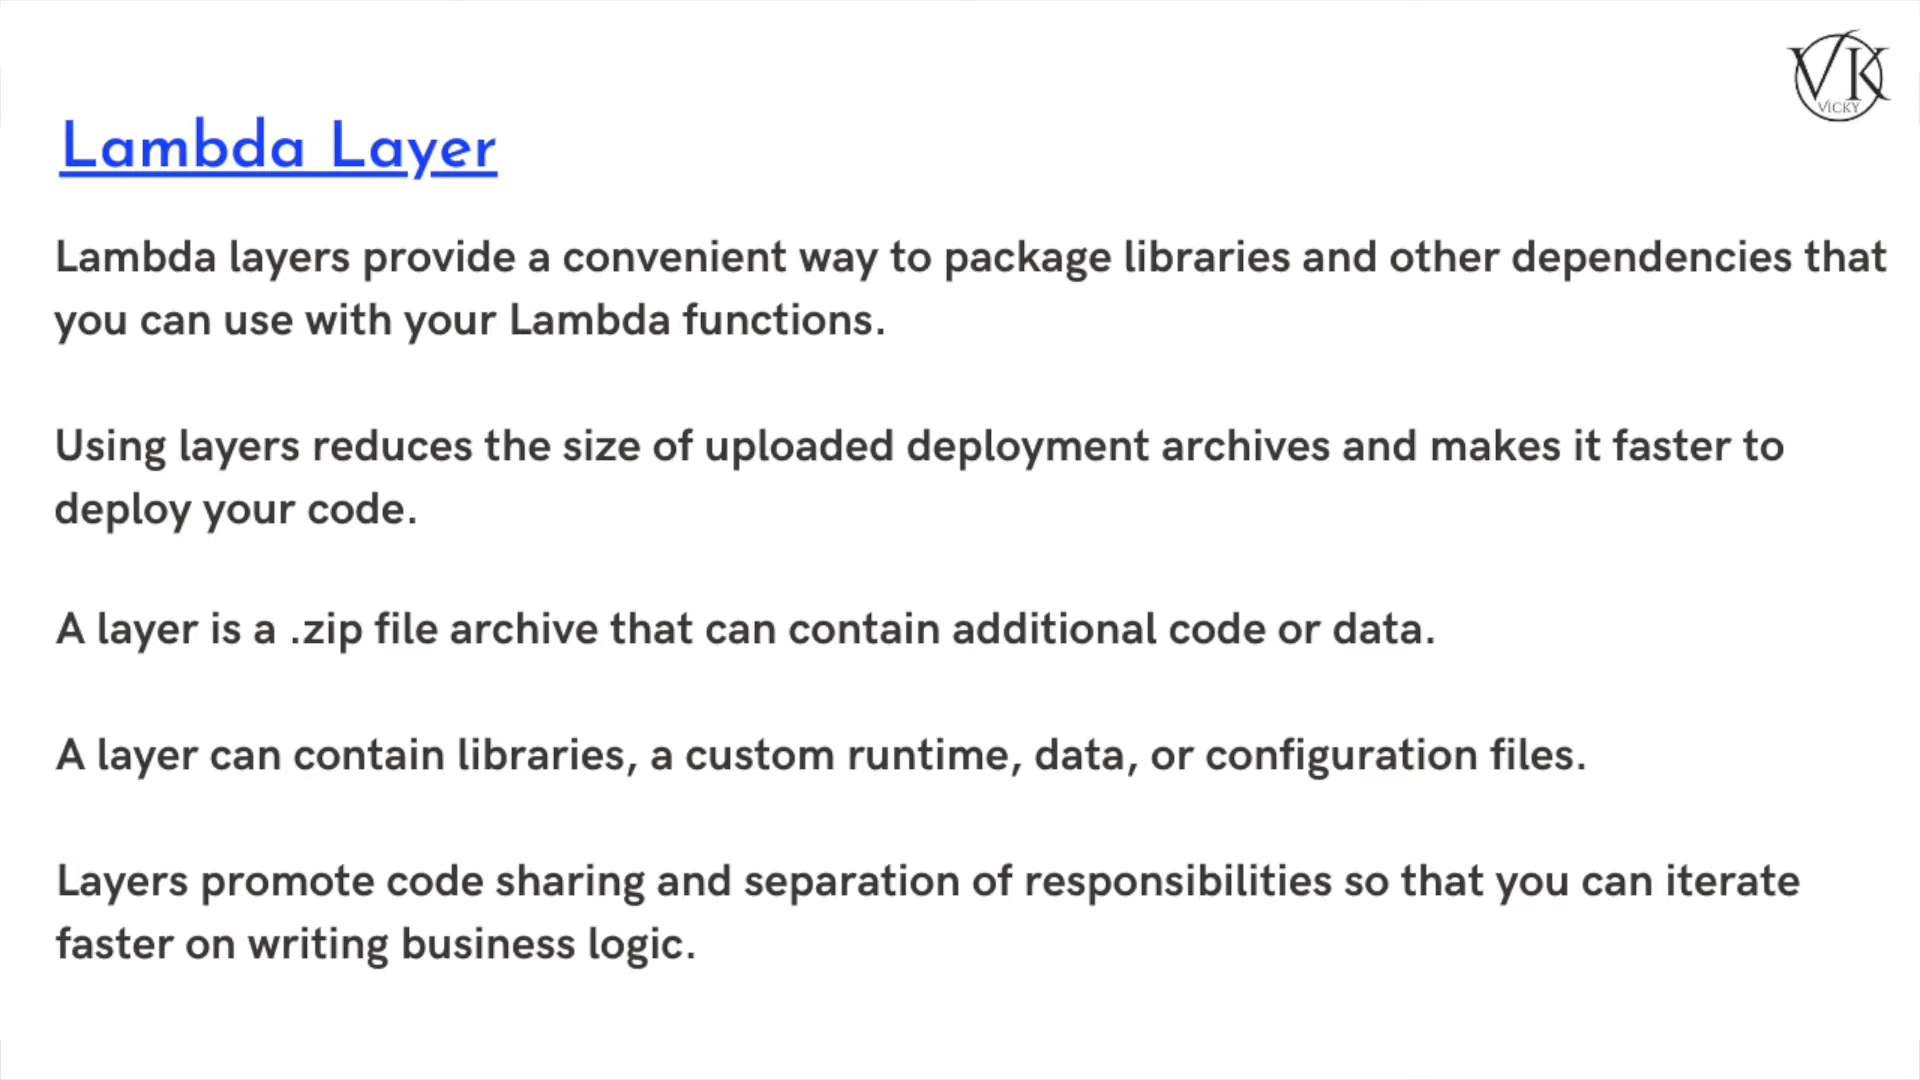 VK
VICKY
Lambda Layer
Lambda layers provide a convenient way to package libraries and other dependencies that
you can use with your Lambda functions.
Using layers reduces the size of uploaded deployment archives and makes it faster to
deploy your code.
A layer is a .zip file archive that can contain additional code or data.
A layer can contain libraries, a custom runtime, data, or configuration files.
Layers promote code sharing and separation of responsibilities so that you can iterate
faster on writing business logic.